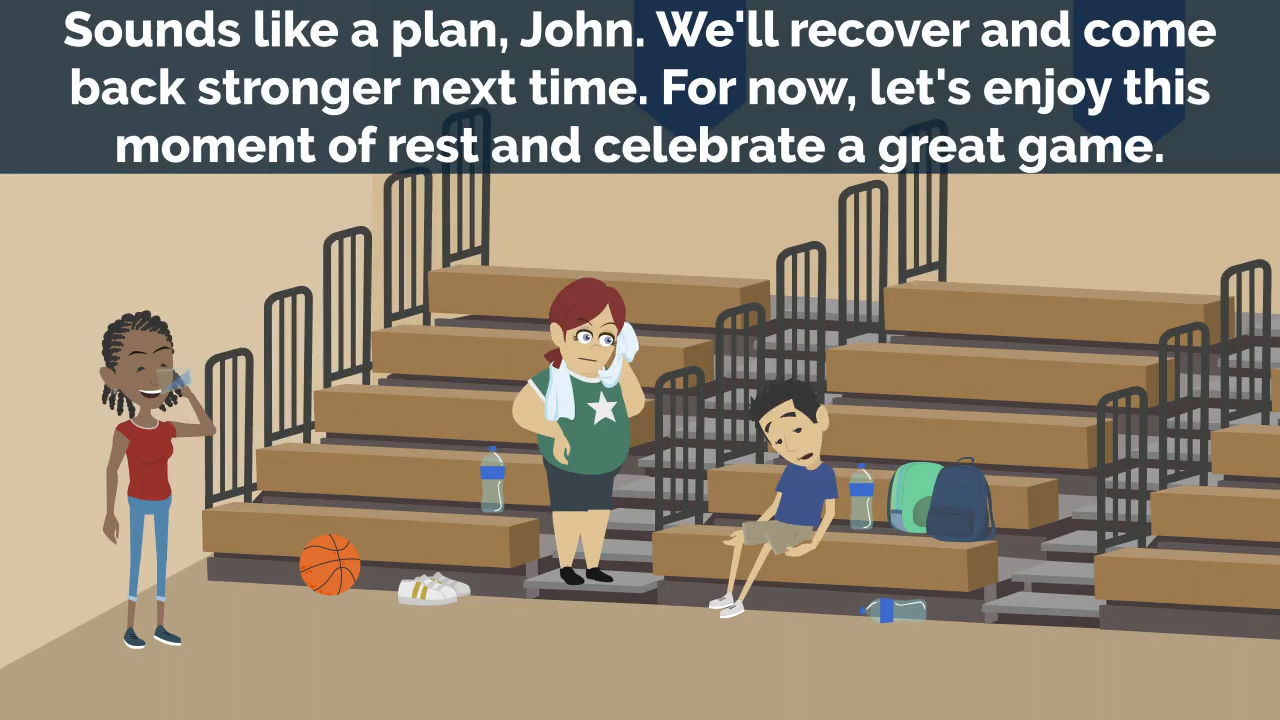 Sounds like a plan, John. We'll recover and come
back stronger next time. For now, let's enjoy this
moment of rest and celebrate a great game.